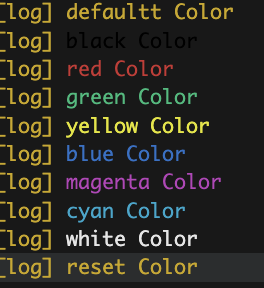 [log] defaultt Color
[log] black Color
[log] red Color
[log] green Color
[log] yellow Color
[log] blue Color
[log] magenta Color
[log] cyan Color
[log] white Color
[log] reset Color